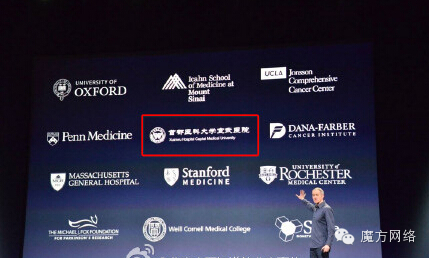 UNIVERSITY OF
OXFORD
Icahn School of
Medicine at
Mount
Sinai
UCLA
Jonsson
Comprehensive
Cancer Center
Penn Medicine
首都医科大学宣武医院
Xuanwu Hospital Capital Medical University
DANA-FARBER
CANCER INSTITUTE
MASSACHUSETTS
GENERAL HOSPITAL
Stanford
MEDICINE
UNIVERSITY of
ROCHESTER
MEDICAL CENTER
THE MICHAEL J. FOX FOUNDATION
FOR PARKINSON'S RESEARCH
Weill Cornell Medical College
魔方网络